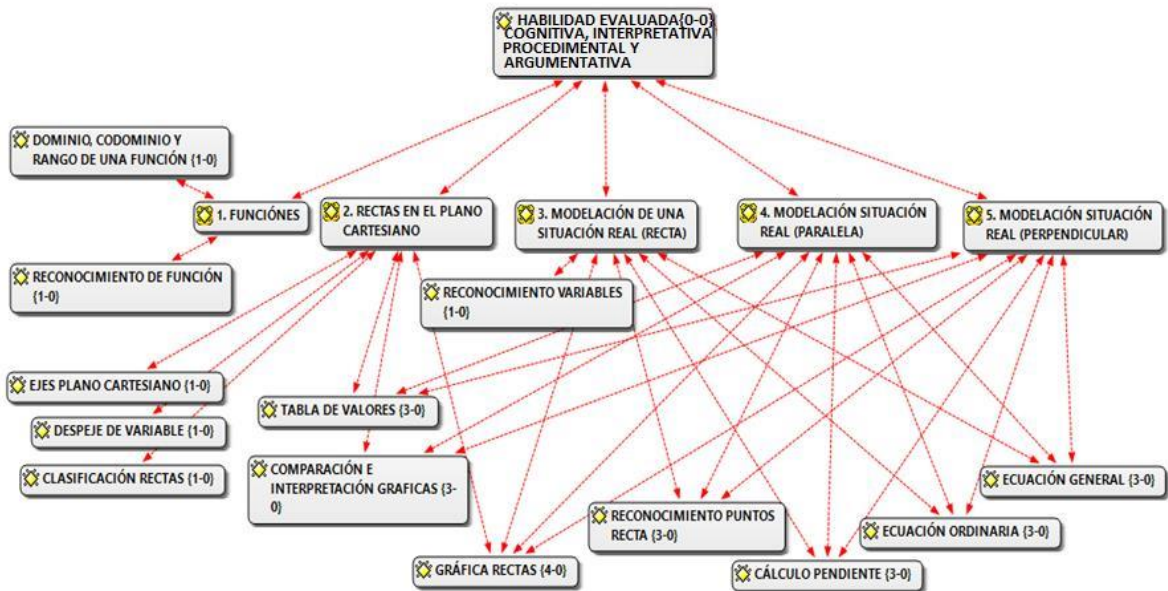 HABILIDAD EVALUADA{0-0}
COGNITIVA, INTERPRETATIVA
PROCEDIMENTAL Y
ARGUMENTATIVA
DOMINIO, CODOMINIO Y
RANGO DE UNA FUNCIÓN {1-0}
1. FUNCIÓNES
2. RECTAS EN EL PLANO
CARTESIANO
3. MODELACIÓN DE UNA
SITUACIÓN REAL (RECTA)
4. MODELACIÓN SITUACIÓN
REAL (PARALELA)
5. MODELACIÓN SITUACIÓN
REAL (PERPENDICULAR)
RECONOCIMIENTO DE FUNCIÓN
{1-0}
RECONOCIMIENTO VARIABLES
{1-0}
EJES PLANO CARTESIANO {1-0}
TABLA DE VALORES {3-0}
DESPEJE DE VARIABLE {1-0}
CLASIFICACIÓN RECTAS {1-0}
COMPARACIÓN E
INTERPRETACIÓN GRAFICAS {3-
0}
ECUACIÓN GENERAL {3-0}
RECONOCIMIENTO PUNTOS
RECTA {3-0}
ECUACIÓN ORDINARIA {3-0}
GRÁFICA RECTAS {4-0}
CÁLCULO PENDIENTE {3-0}